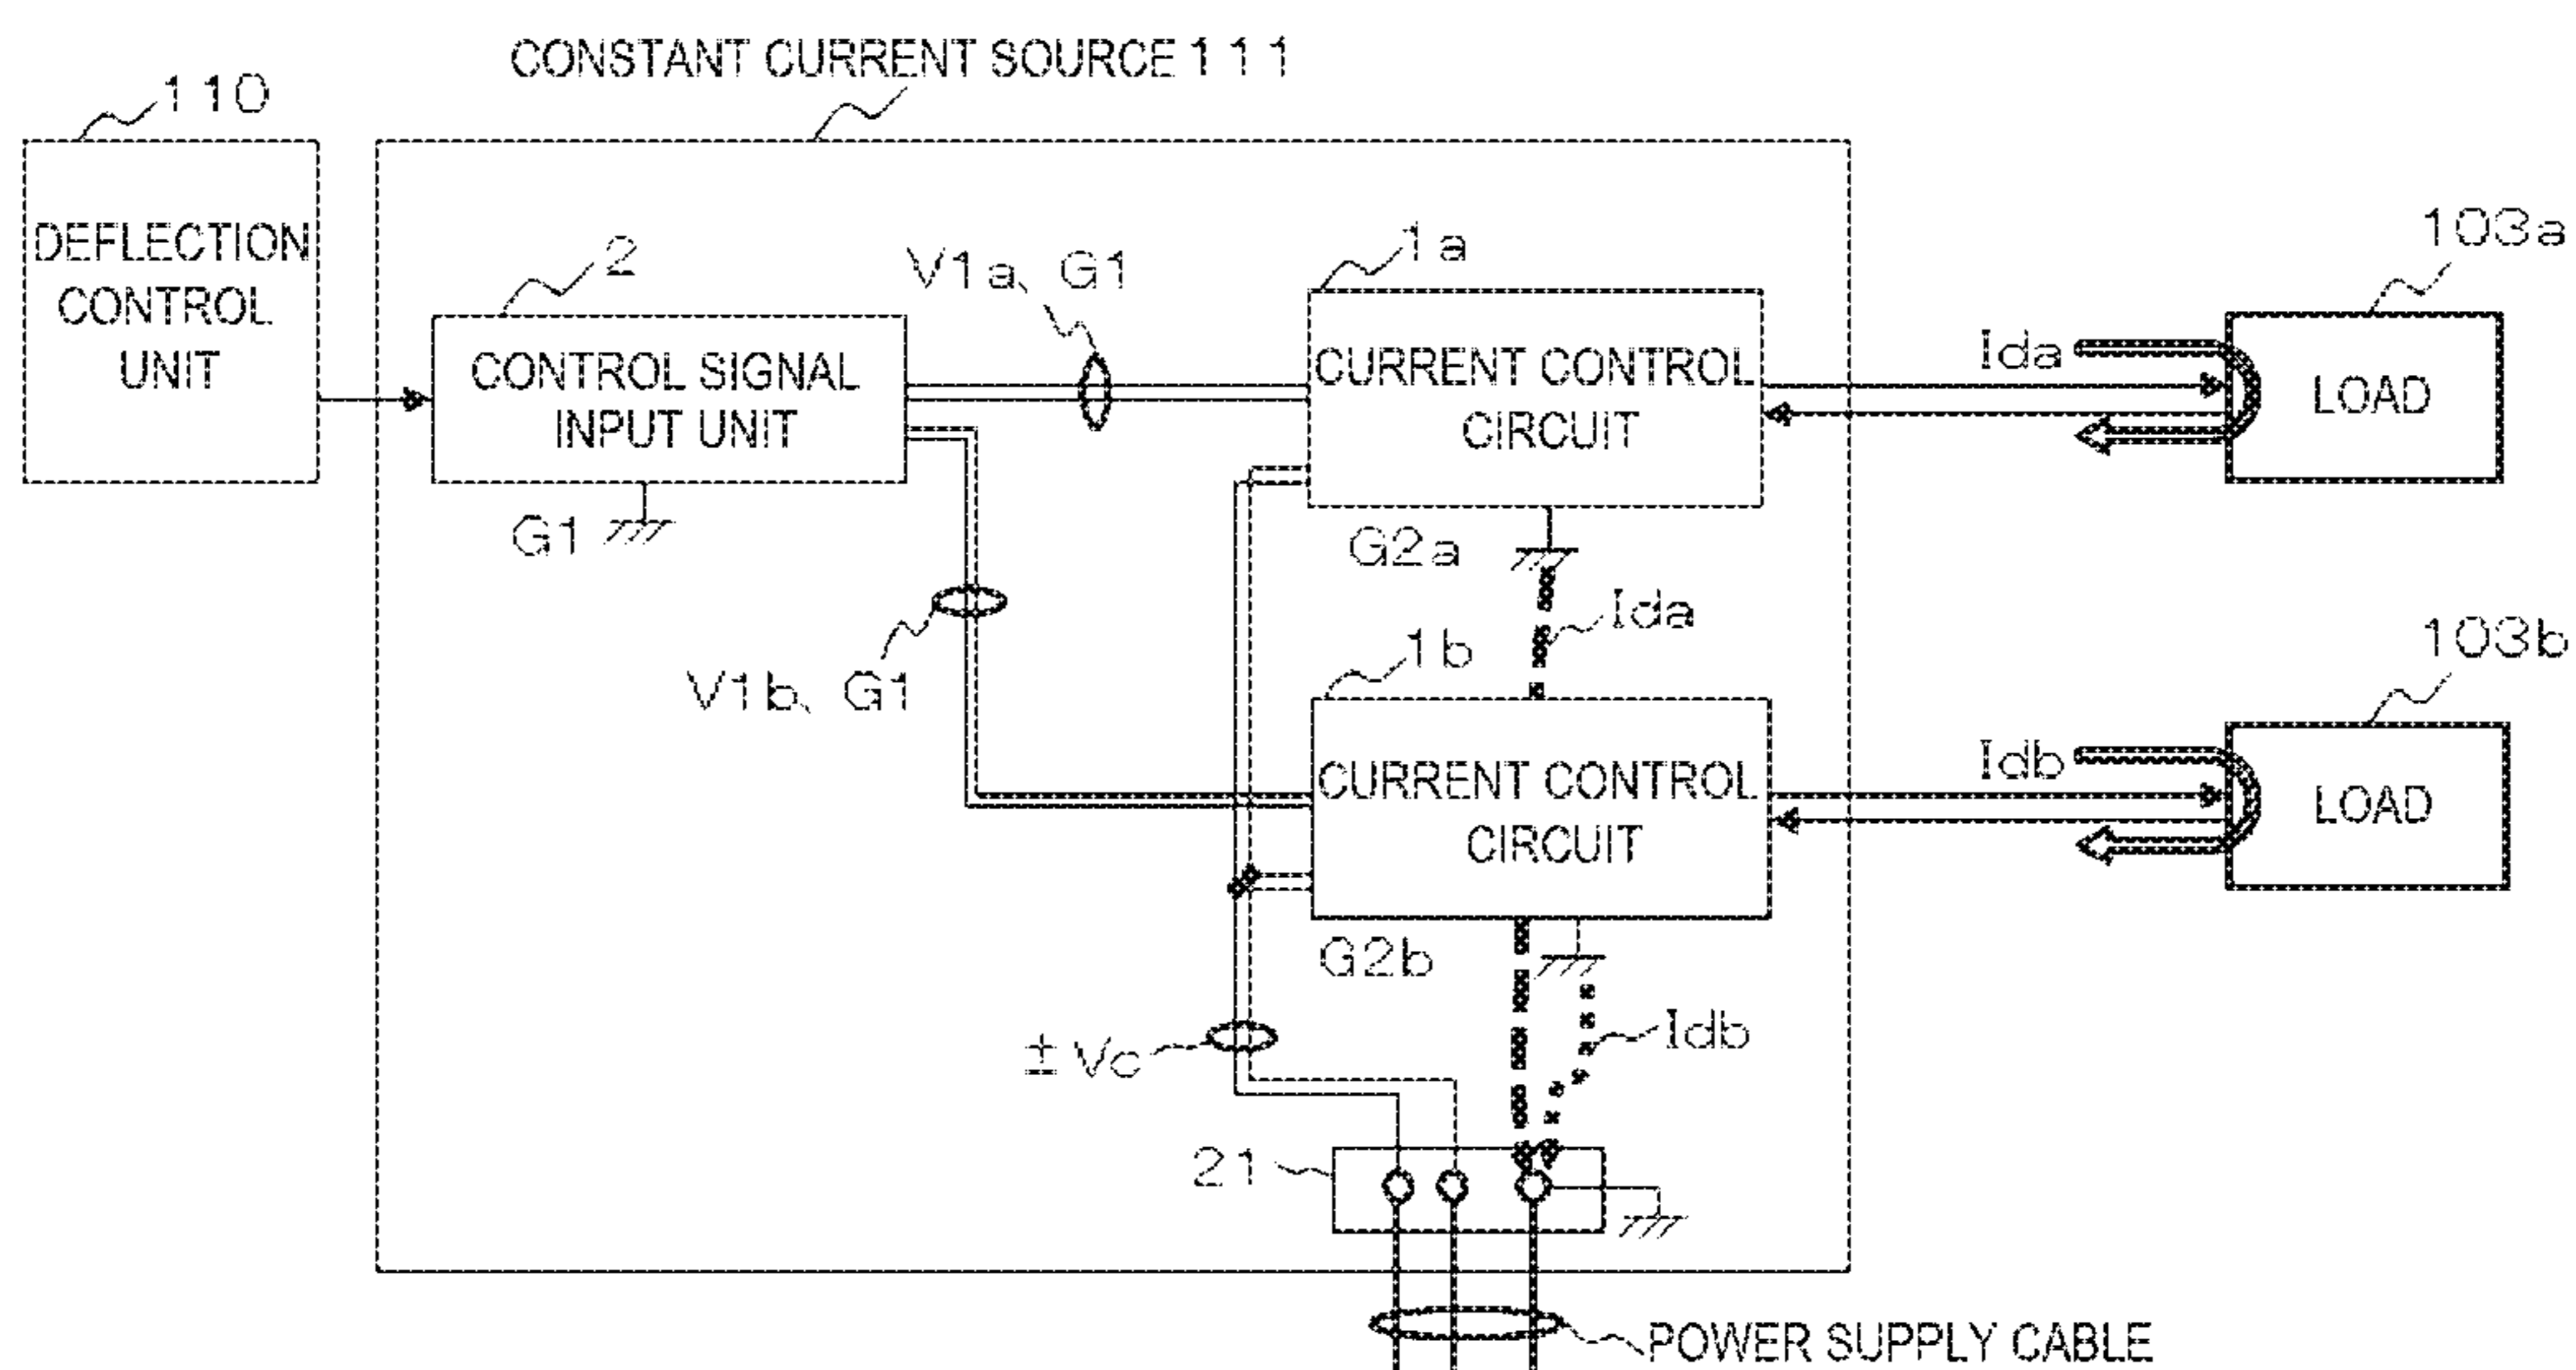 CONSTANT CURRENT SOURCE 111
110
DEFLECTION
CONTROL
UNIT
2
CONTROL SIGNAL
INPUT UNIT
G1
V1a、G1
1a
CURRENT CONTROL
CIRCUIT
G2a
Ida
103a
Ida
LOAD
V1b、G1
1b
CURRENT CONTROL
CIRCUIT
G2b
Idb
103b
Idb
LOAD
±Vc
21
POWER SUPPLY CABLE